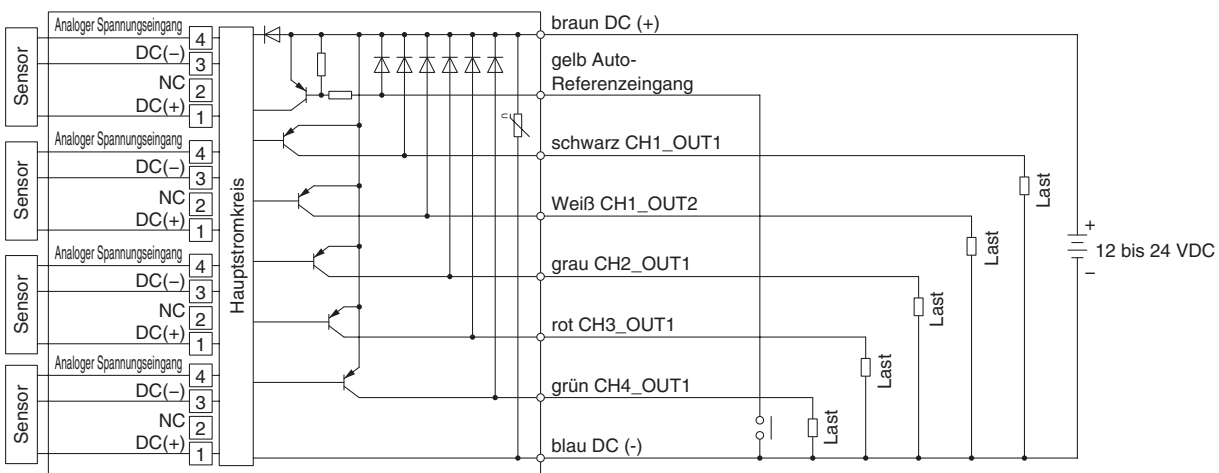 Sensor
Analoger Spannungseingang
4
DC(−)
3
NC
2
DC(+)
1
Sensor
Analoger Spannungseingang
4
DC(−)
3
NC
2
DC(+)
1
Sensor
Analoger Spannungseingang
4
DC(−)
3
NC
2
DC(+)
1
Sensor
Analoger Spannungseingang
4
DC(−)
3
NC
2
DC(+)
1
Hauptstromkreis
U
braun DC (+)
gelb Auto-
Referenzeingang
schwarz CH1_OUT1
Weiß CH1_OUT2
grau CH2_OUT1
rot CH3_OUT1
grün CH4_OUT1
blau DC (-)
Last
Last
Last
Last
Last
+
12 bis 24 VDC
−